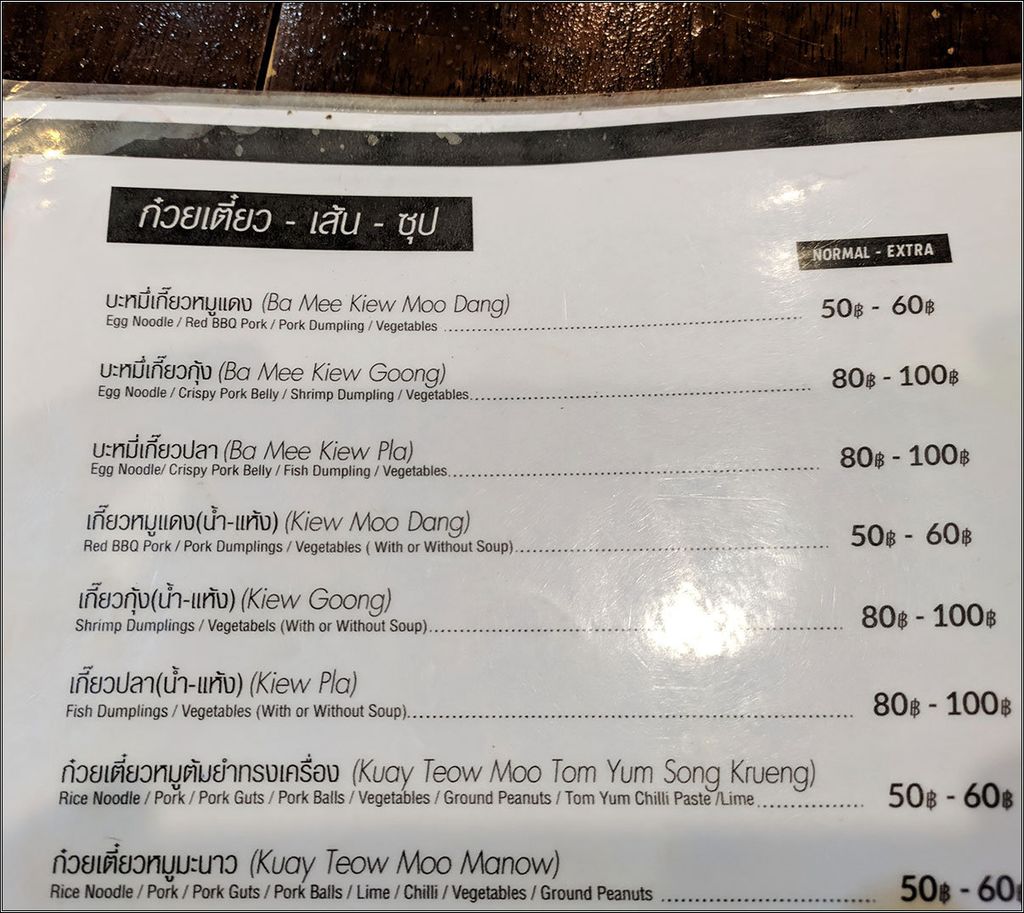 ก๋วยเตี๋ยว - เส้น - ซุป
NORMAL - EXTRA
บะหมี่เกี๊ยวหมูแดง (Ba Mee Kiew Moo Dang) 50฿ - 60฿
Egg Noodle / Red BBQ Pork / Pork Dumpling / Vegetables
บะหมี่เกี๊ยวกุ้ง (Ba Mee Kiew Goong) 80฿ - 100฿
Egg Noodle / Crispy Pork Belly / Shrimp Dumpling / Vegetables
บะหมี่เกี๊ยวปลา (Ba Mee Kiew Pla) 80฿ - 100฿
Egg Noodle/ Crispy Pork Belly / Fish Dumpling / Vegetables
เกี๊ยวหมูแดง(น้ำ-แห้ง) (Kiew Moo Dang) 50฿ - 60฿
Red BBQ Pork / Pork Dumplings / Vegetables ( With or Without Soup)
เกี๊ยวกุ้ง(น้ำ-แห้ง) (Kiew Goong) 80฿ - 100฿
Shrimp Dumplings / Vegetabels (With or Without Soup)
เกี๊ยวปลา(น้ำ-แห้ง) (Kiew Pla) 80฿ - 100฿
Fish Dumplings / Vegetables (With or Without Soup)
ก๋วยเตี๋ยวหมูต้มยำทรงเครื่อง (Kuay Teow Moo Tom Yum Song Krueng) 50฿ - 60฿
Rice Noodle / Pork / Pork Guts / Pork Balls / Vegetables / Ground Peanuts / Tom Yum Chilli Paste /Lime
ก๋วยเตี๋ยวหมูมะนาว (Kuay Teow Moo Manow) 50฿ - 60฿
Rice Noodle / Pork / Pork Guts / Pork Balls / Lime / Chilli / Vegetables / Ground Peanuts